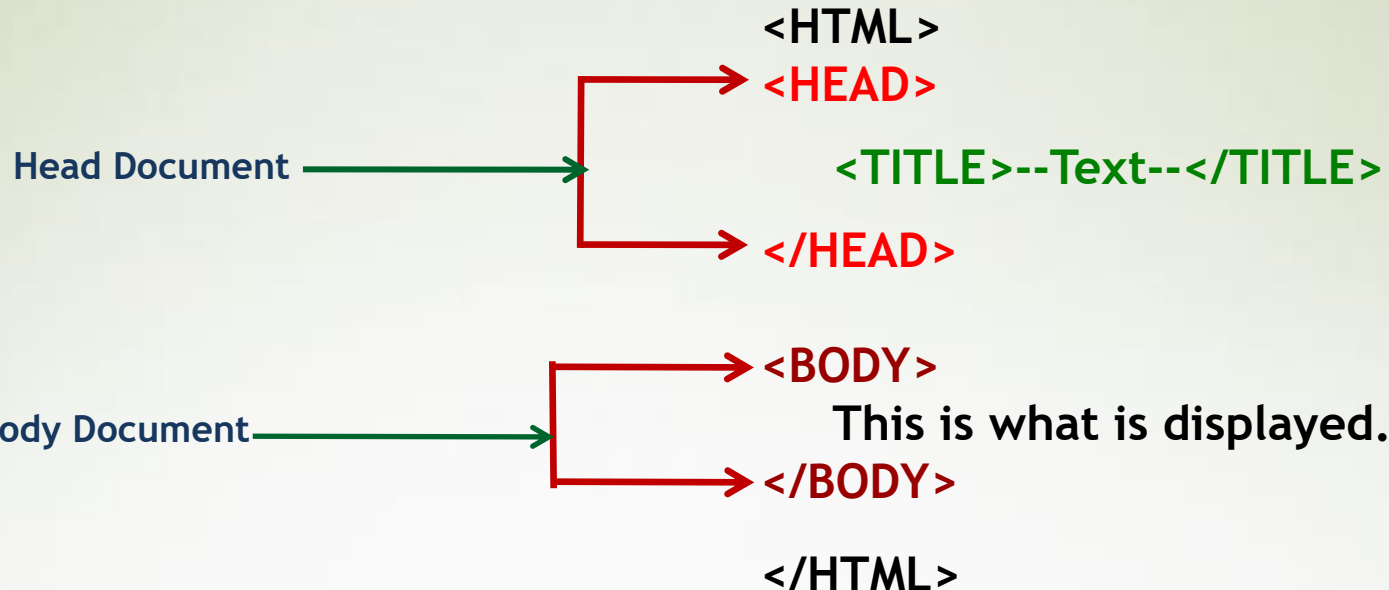 <HTML>
<HEAD>
Head Document
<TITLE>--Text--</TITLE>
</HEAD>
<BODY>
ody Document
This is what is displayed.
</BODY>
</HTML>